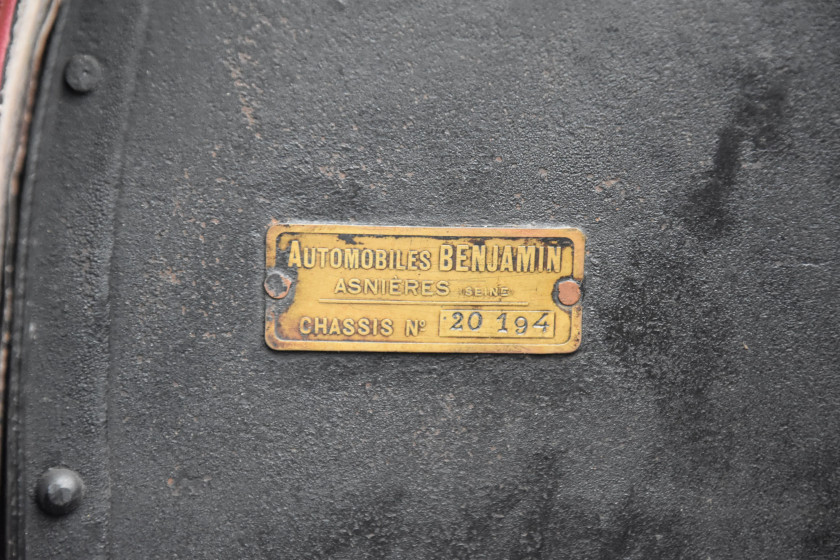 AUTOMOBILES BENJAMIN
ASNIÈRES (SEINE)
CHASSIS Nº 20 194